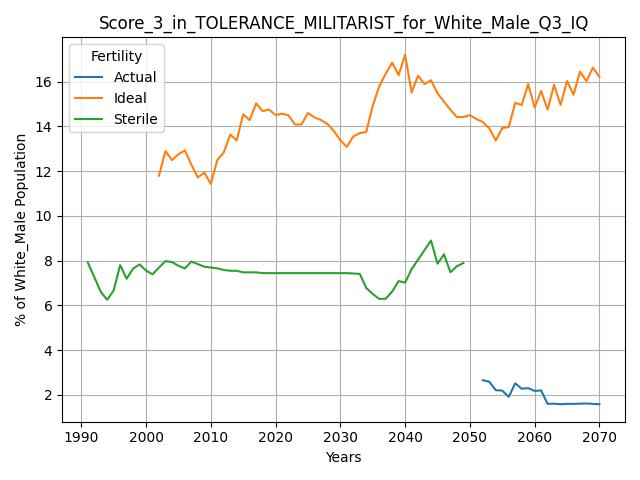 Score_3_in_TOLERANCE_MILITARIST_for_White_Male_Q3_IQ
Fertility
Actual
Ideal
Sterile
% of White_Male Population
16
14
12
10
8
6
4
2
1990 2000 2010 2020 2030 2040 2050 2060 2070
Years